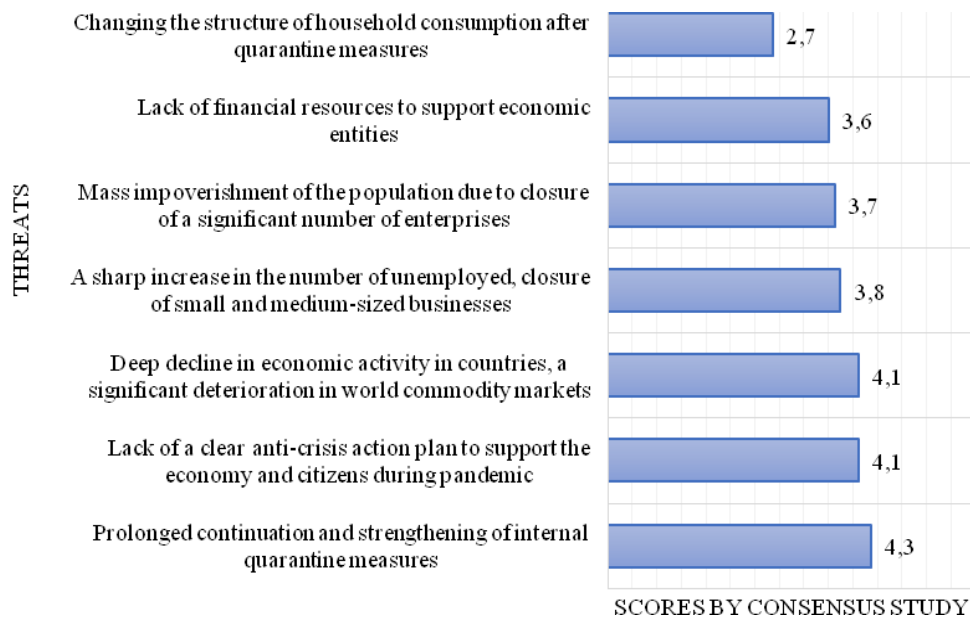 Changing the structure of household consumption after
quarantine measures
2,7
Lack of financial resources to support economic
entities
3,6
Mass impoverishment of the population due to closure
of a significant number of enterprises
3,7
A sharp increase in the number of unemployed, closure
of small and medium-sized businesses
3,8
Deep decline in economic activity in countries, a
significant deterioration in world commodity markets
4,1
Lack of a clear anti-crisis action plan to support the
economy and citizens during pandemic
4,1
Prolonged continuation and strengthening of internal
quarantine measures
4,3
THREATS
SCORES BY CONSENSUS STUDY